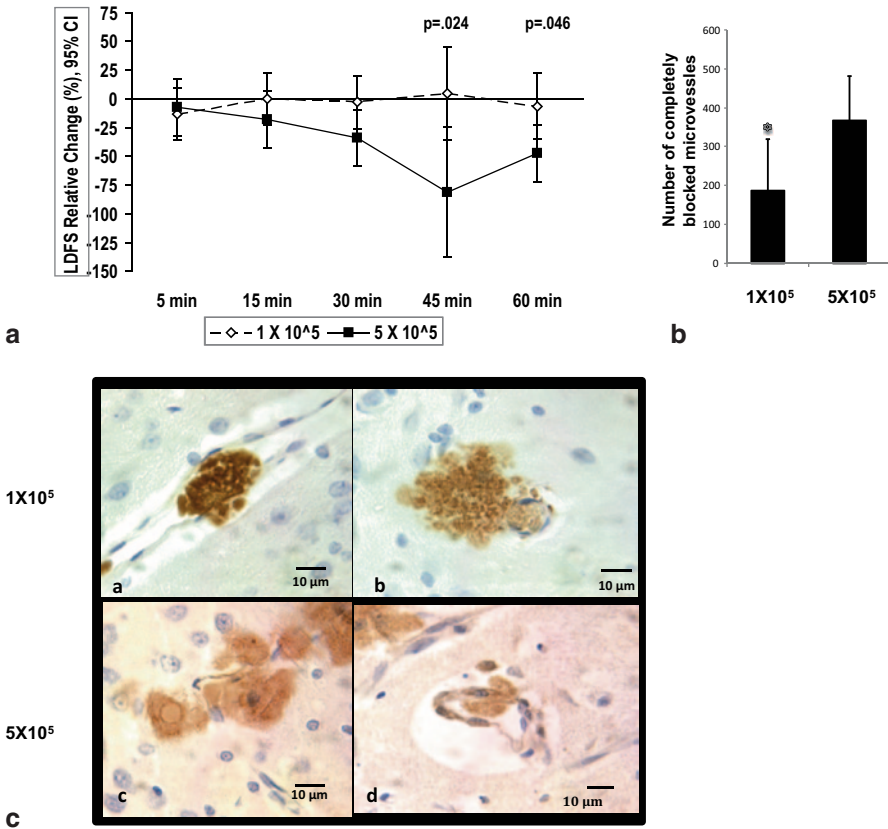 LDFS Relative Change (%), 95% CI
75
50
25
0
-25
-50
-75
-100
-125
-150
p=.024
p=.046
5 min
15 min
30 min
45 min
60 min
1 X 10^5
5 X 10^5
a
Number of completely
blocked microvessles
600
500
400
300
200
100
0
1X10⁵
5X10⁵
b
1X10⁵
a
10 µm
b
10 µm
5X10⁵
c
10 µm
d
10 µm
c